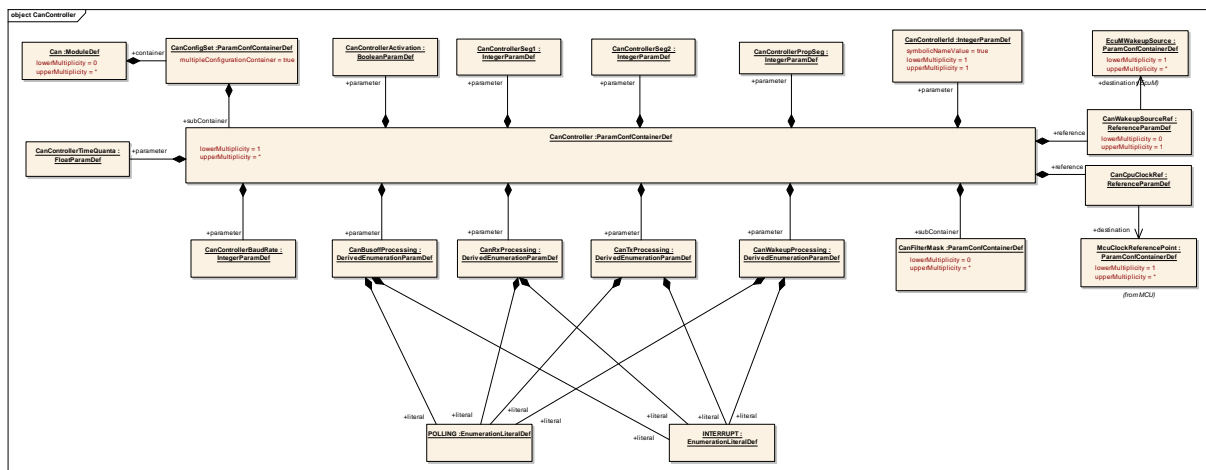 object CanController
Can :ModuleDef
lowerMultiplicity = 0
upperMultiplicity = *
+container
CanConfigSet :ParamConfContainerDef
multipleConfigurationContainer = true
CanControllerActivation :
BooleanParamDef
CanControllerSeg1 :
IntegerParamDef
CanControllerSeg2 :
IntegerParamDef
CanControllerPropSeg :
IntegerParamDef
CanControllerId :IntegerParamDef
symbolicNameValue = true
lowerMultiplicity = 1
upperMultiplicity = 1
EcuMWakeupSource :
ParamConfContainerDef
lowerMultiplicity = 1
upperMultiplicity = *
+parameter
+parameter
+parameter
+parameter
+parameter
+destination
(EcuM)
+subContainer
CanWakeupSourceRef :
ReferenceParamDef
lowerMultiplicity = 0
upperMultiplicity = 1
+reference
CanController :ParamConfContainerDef
lowerMultiplicity = 1
upperMultiplicity = *
CanControllerTimeQuanta :
FloatParamDef
+parameter
+reference
CanCpuClockRef :
ReferenceParamDef
+parameter
+parameter
+parameter
+parameter
+parameter
+subContainer
+destination
CanControllerBaudRate :
IntegerParamDef
CanBusoffProcessing :
DerivedEnumerationParamDef
CanRxProcessing :
DerivedEnumerationParamDef
CanTxProcessing :
DerivedEnumerationParamDef
CanWakeupProcessing :
DerivedEnumerationParamDef
CanFilterMask :ParamConfContainerDef
lowerMultiplicity = 0
upperMultiplicity = *
McuClockReferencePoint :
ParamConfContainerDef
lowerMultiplicity = 1
upperMultiplicity = *
(from MCU)
+literal
+literal
+literal
+literal
+literal
+literal
+literal
+literal
POLLING :EnumerationLiteralDef
INTERRUPT :
EnumerationLiteralDef